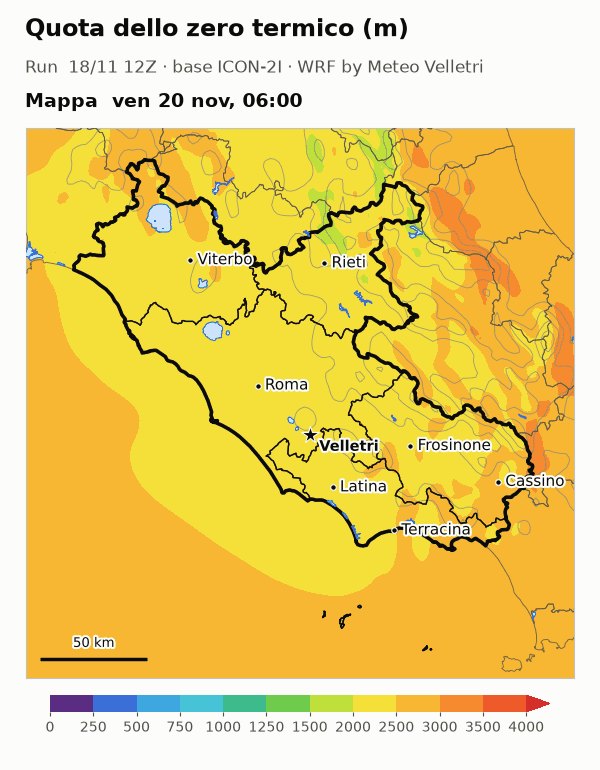 Quota dello zero termico (m)
Run  18/11 12Z · base ICON-2I · WRF by Meteo Velletri
Mappa  ven 20 nov, 06:00
Viterbo
Rieti
Roma
Velletri
Frosinone
Latina
Cassino
Terracina
50 km
0 250 500 750 1000 1250 1500 2000 2500 3000 3500 4000